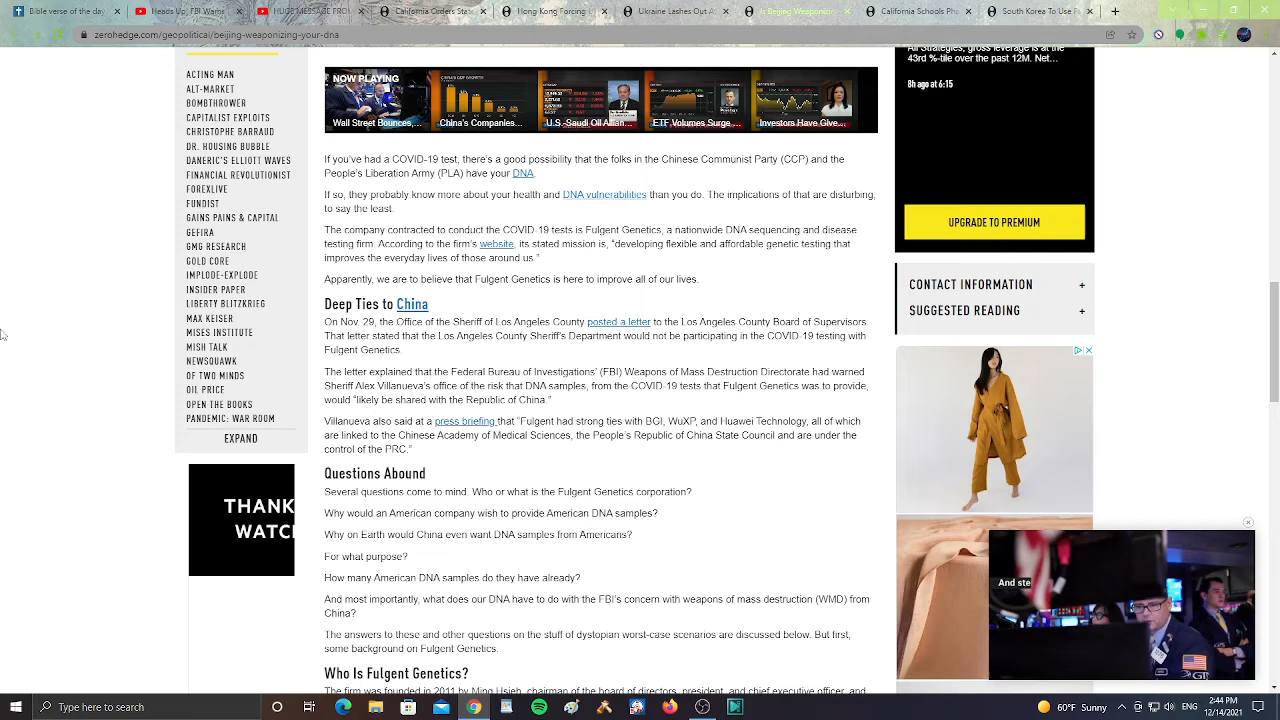 Bible verse of the day
Heads Up, FBI Warns
HUGE MESSAGE FRO
California Orders Stat
Hong Kong Forcing
Ukraine Lashes Out A
California Schools Plo
South Korea To Use F
zerohedge.com/geopolitical/beijing-weaponizing-your-dna
ACTING MAN
ALT-MARKET
BOMBTHROWER
CAPITALIST EXPLOITS
CHRISTOPHE BARRAUD
DR. HOUSING BUBBLE
DANERIC'S ELLIOTT WAVES
FINANCIAL REVOLUTIONIST
FOREXLIVE
FUNDIST
GAINS PAINS & CAPITAL
GEFIRA
GMG RESEARCH
GOLD CORE
IMPLODE-EXPLODE
INSIDER PAPER
LIBERTY BLITZKRIEG
MAX KEISER
MISES INSTITUTE
MISH TALK
NEWSQUAWK
OF TWO MINDS
OIL PRICE
OPEN THE BOOKS
PANDEMIC: WAR ROOM
EXPAND
THANK
WATC
NOW PLAYING
Wall Street Bounces,...
China's Companies...
U.S.-Saudi Oil Allian...
ETF Volumes Surge,...
Investors Have Give...
If you've had a COVID-19 test, there's a good possibility that the folks in the Chinese Communist Party (CCP) and the
People's Liberation Army (PLA) have your DNA.
If so, they probably know more about your health and DNA vulnerabilities than you do. The implications of that are disturbing,
to say the least.
The company contracted to conduct the COVID-19 tests is Fulgent Genetics, a nationwide DNA sequencing and disease
testing firm. According to the firm's website, its stated mission is, “developing flexible and affordable genetic testing that
improves the everyday lives of those around us.”
Apparently, we are to believe that Fulgent Genetics is here to improve all of our lives.
Deep Ties to China
On Nov. 29, the Office of the Sheriff of Los Angeles County posted a letter to the Los Angeles County Board of Supervisors.
That letter stated that the Los Angeles County Sheriff's Department would not be participating in the COVID-19 testing with
Fulgent Genetics.
The letter explained that the Federal Bureau of Investigations' (FBI) Weapons of Mass Destruction Directorate had warned
Sheriff Alex Villanueva's office of the risk that DNA samples, from the COVID-19 tests that Fulgent Genetics was to provide,
would “likely be shared with the Republic of China.”
Villanueva also said at a press briefing that “Fulgent had strong ties with BGI, WuXP, and Huawei Technology, all of which
are linked to the Chinese Academy of Medical Sciences, the People's Republic of China State Council and are under the
control of the PRC.”
Questions Abound
Several questions come to mind. Who or what is the Fulgent Genetics corporation?
Why would an American company wish to provide American DNA samples?
Why on Earth would China even want DNA samples from Americans?
For what purpose?
How many American DNA samples do they have already?
And most importantly, what does our DNA have to do with the FBI's concern with weapons of mass destruction (WMD) from
China?
The answers to these and other questions on the stuff of dystopian worst-case scenarios are discussed below. But first,
some background on Fulgent Genetics.
Who Is Fulgent Genetics?
The firm was founded in 2011 by Ming Hsieh, chairman of the board of directors, president, and chief executive officer, and
All Strategies, gross leverage is at the
43rd %-tile over the past 12M. Net...
8h ago at 6:15
UPGRADE TO PREMIUM
CONTACT INFORMATION +
SUGGESTED READING +
And ste
Type here to search
2:44 PM
12/16/2021